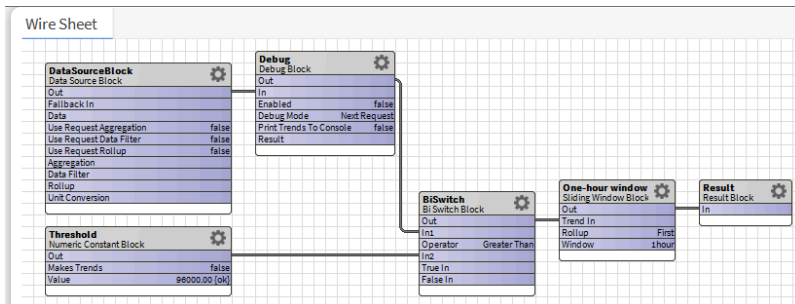 Wire Sheet
DataSourceBlock
Data Source Block
Out
Fallback In
Data
Use Request Aggregation false
Use Request Data Filter false
Use Request Rollup false
Aggregation
Data Filter
Rollup
Unit Conversion
Debug
Debug Block
Out
In
Enabled false
Debug Mode Next Request
Print Trends To Console false
Result
Threshold
Numeric Constant Block
Out
Makes Trends false
Value 96000.00 {ok}
BiSwitch
Bi Switch Block
Out
In1
Operator Greater Than
In2
True In
False In
One-hour window
Sliding Window Block
Out
Trend In
Rollup First
Window 1hour
Result
Result Block
In